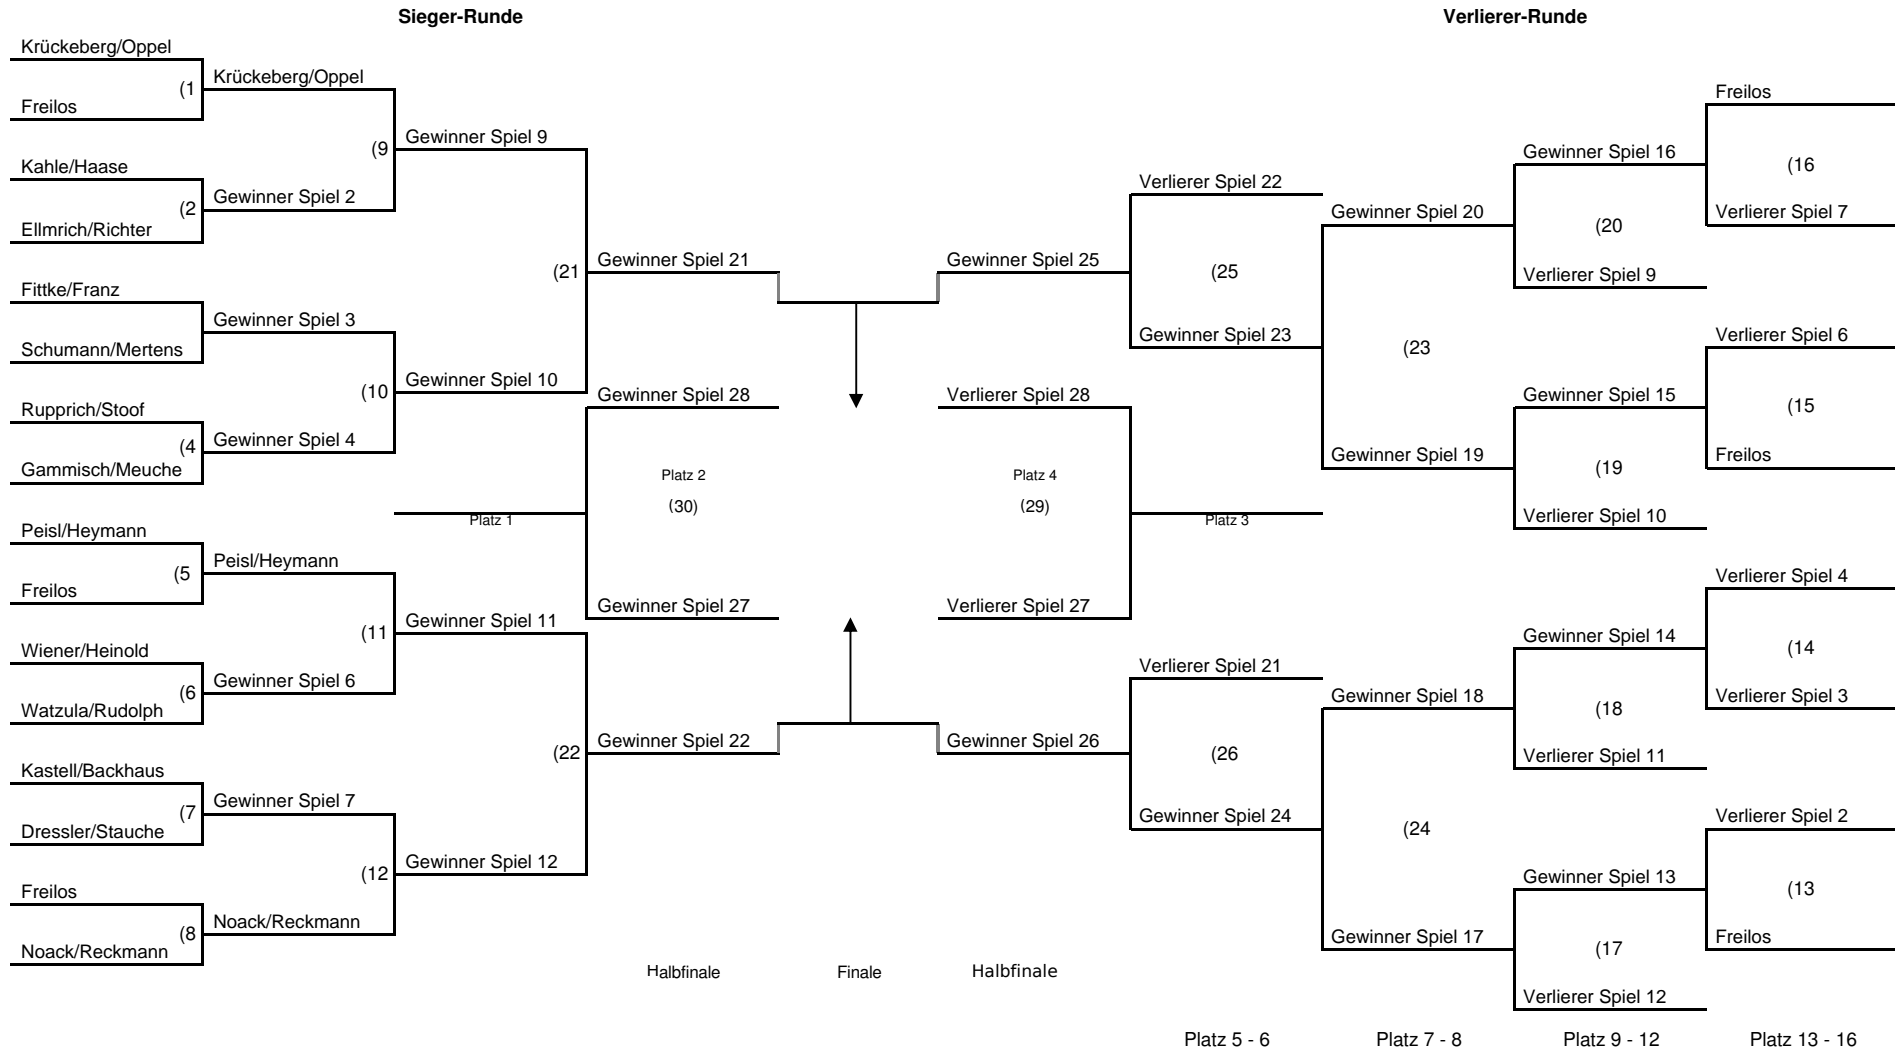 Sieger-Runde
Verlierer-Runde
Krückeberg/Oppel
(1
Freilos
Krückeberg/Oppel
Kahle/Haase
(2
Ellmrich/Richter
Gewinner Spiel 2
(9
Gewinner Spiel 9
Fittke/Franz
Schumann/Mertens
Gewinner Spiel 3
Rupprich/Stoof
(4
Gammisch/Meuche
Gewinner Spiel 4
(10
Gewinner Spiel 10
(21
Gewinner Spiel 21
Peisl/Heymann
(5
Freilos
Peisl/Heymann
Wiener/Heinold
(6
Watzula/Rudolph
Gewinner Spiel 6
(11
Gewinner Spiel 11
Kastell/Backhaus
(7
Dressler/Stauche
Gewinner Spiel 7
Freilos
(8
Noack/Reckmann
Noack/Reckmann
(12
Gewinner Spiel 12
(22
Gewinner Spiel 22
Gewinner Spiel 28
Platz 2
(30)
Platz 1
Gewinner Spiel 27
Verlierer Spiel 28
Platz 4
(29)
Platz 3
Verlierer Spiel 27
Gewinner Spiel 25
Verlierer Spiel 22
(25
Gewinner Spiel 23
Gewinner Spiel 20
(23
Gewinner Spiel 19
Gewinner Spiel 16
(20
Verlierer Spiel 9
Freilos
(16
Verlierer Spiel 7
Gewinner Spiel 15
(19
Verlierer Spiel 10
Verlierer Spiel 6
(15
Freilos
Gewinner Spiel 26
Verlierer Spiel 21
(26
Gewinner Spiel 24
Gewinner Spiel 18
(24
Gewinner Spiel 17
Gewinner Spiel 14
(18
Verlierer Spiel 11
Verlierer Spiel 4
(14
Verlierer Spiel 3
Gewinner Spiel 13
(17
Verlierer Spiel 12
Verlierer Spiel 2
(13
Freilos
Halbfinale
Finale
Halbfinale
Platz 5 - 6
Platz 7 - 8
Platz 9 - 12
Platz 13 - 16